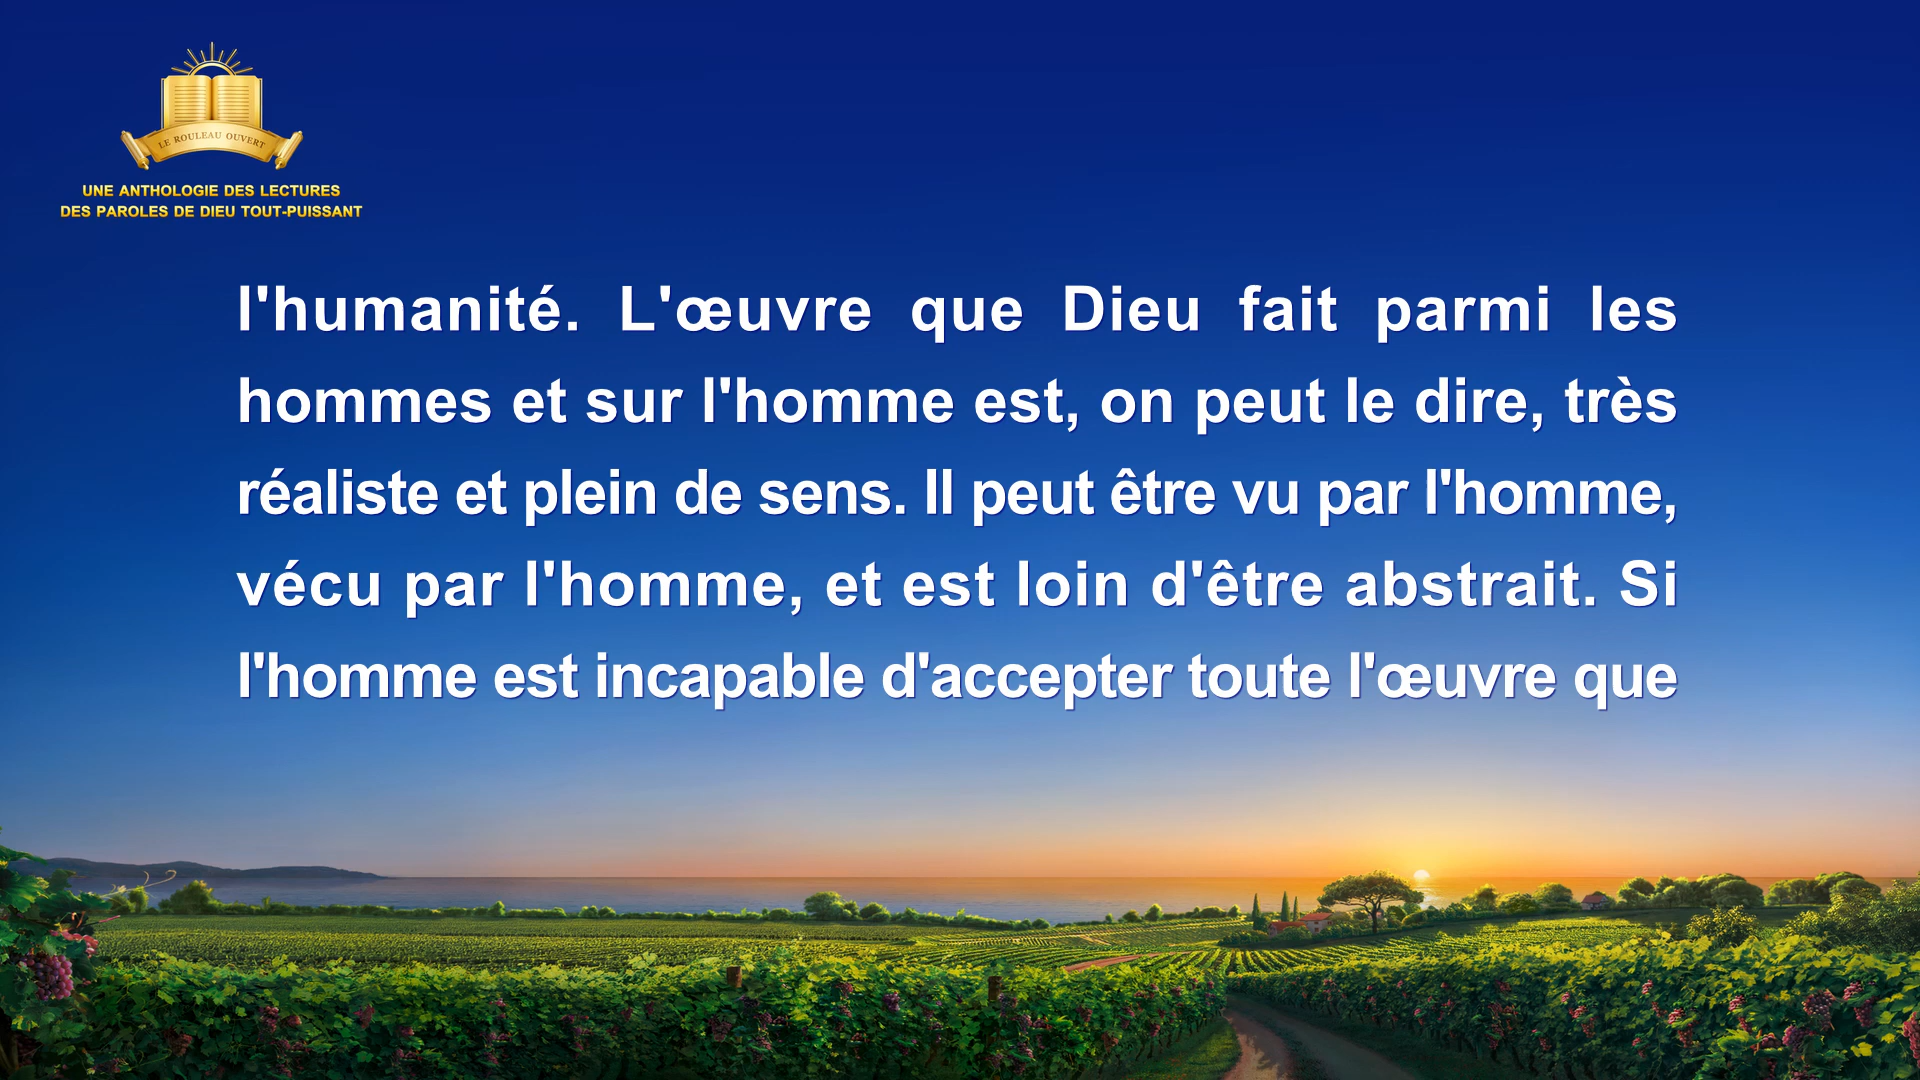 LE ROULEAU OUVERT
UNE ANTHOLOGIE DES LECTURES
DES PAROLES DE DIEU TOUT-PUISSANT
l'humanité. L'œuvre que Dieu fait parmi les
hommes et sur l'homme est, on peut le dire, très
réaliste et plein de sens. Il peut être vu par l'homme,
vécu par l'homme, et est loin d'être abstrait. Si
l'homme est incapable d'accepter toute l'œuvre que